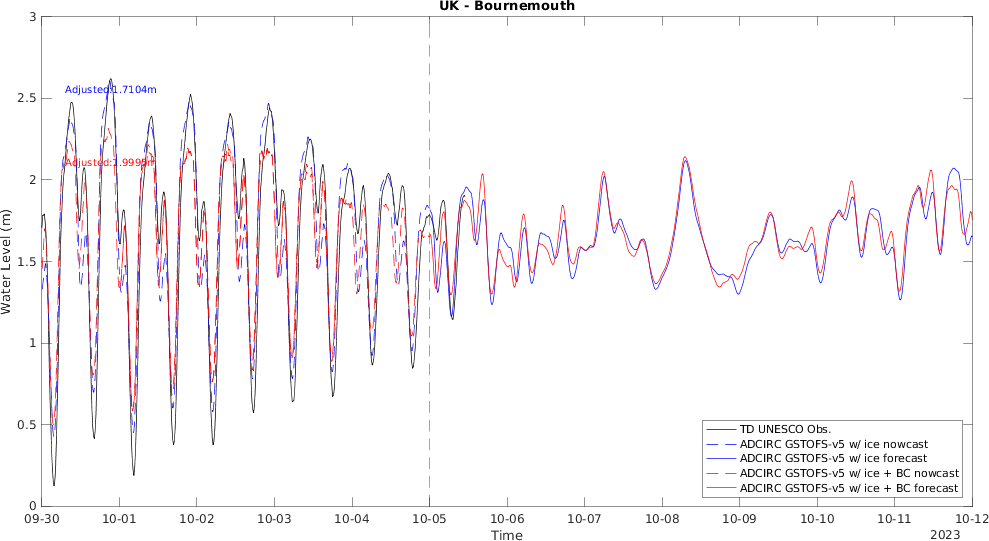 UK - Bournemouth
3
2.5
2
1.5
1
0.5
0
Water Level (m)
Adjusted:1.7104m
Adjusted:1.9995m
TD UNESCO Obs.
ADCIRC GSTOFS-v5 w/ ice nowcast
ADCIRC GSTOFS-v5 w/ ice forecast
ADCIRC GSTOFS-v5 w/ ice + BC nowcast
ADCIRC GSTOFS-v5 w/ ice + BC forecast
09-30 10-01 10-02 10-03 10-04 10-05 10-06 10-07 10-08 10-09 10-10 10-11 10-12
Time
2023